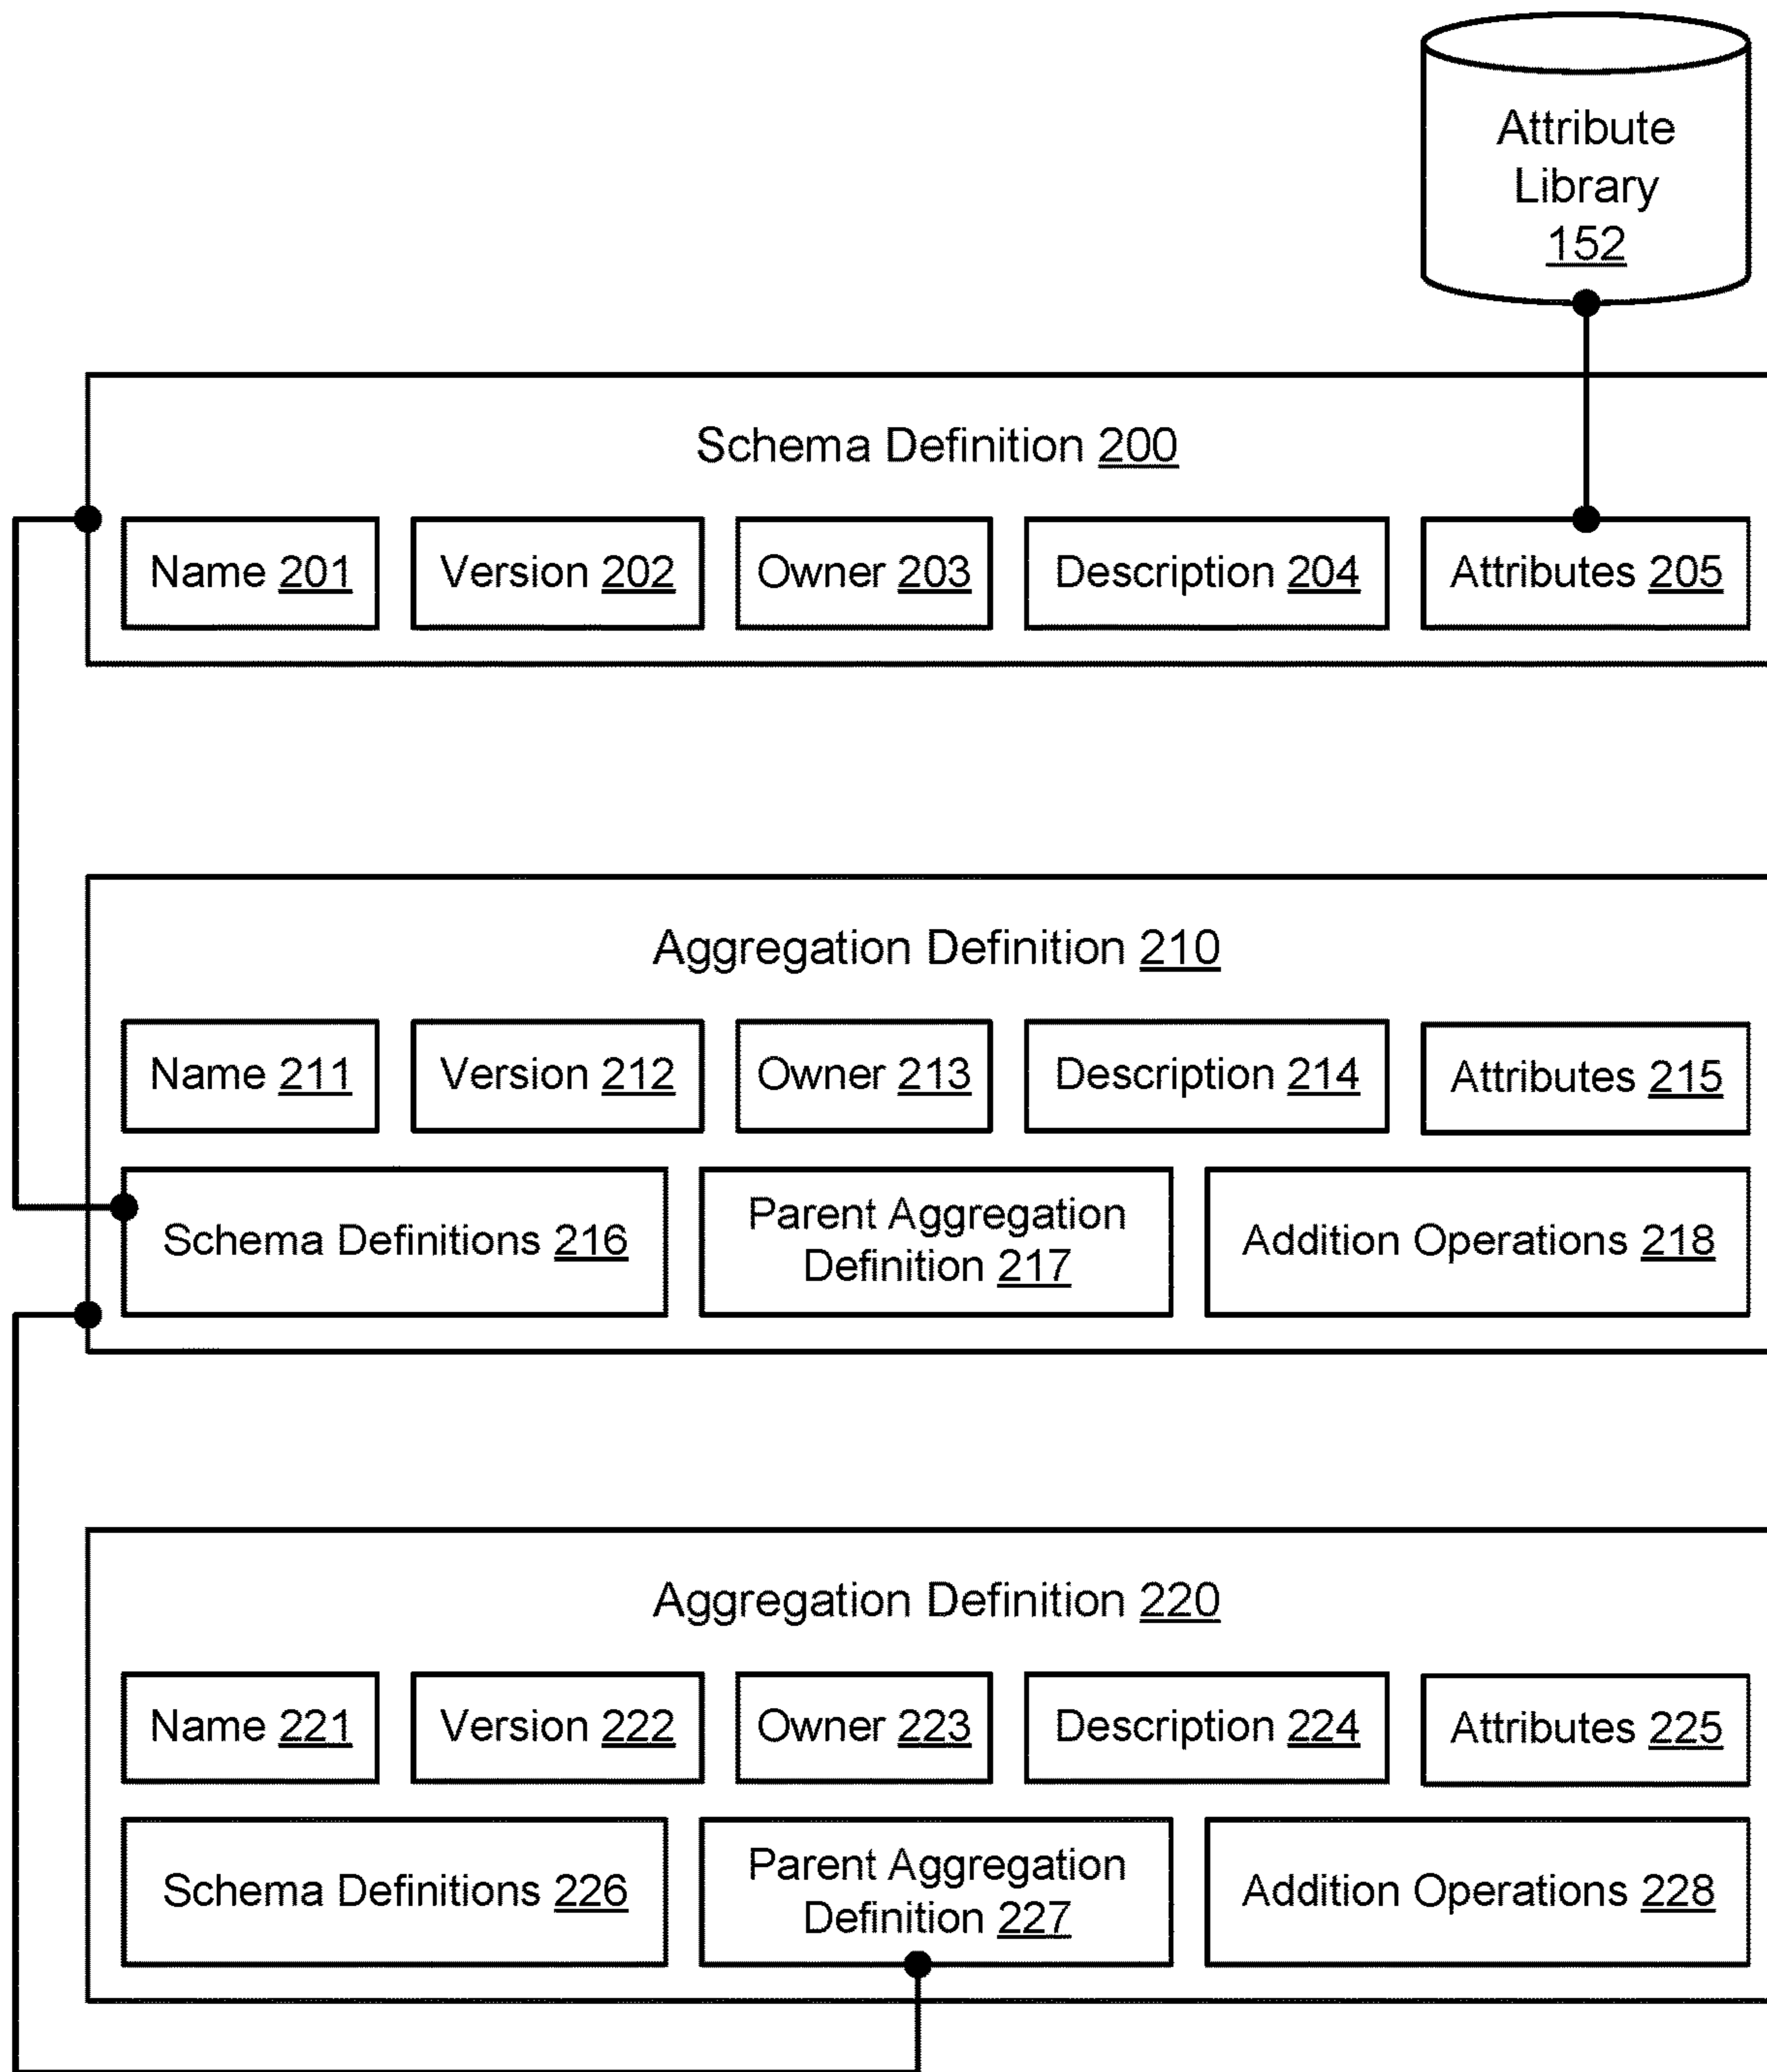 Attribute
Library
152
Schema Definition 200
Name 201 Version 202 Owner 203 Description 204 Attributes 205
Aggregation Definition 210
Name 211 Version 212 Owner 213 Description 214 Attributes 215
Schema Definitions 216
Parent Aggregation
Definition 217
Addition Operations 218
Aggregation Definition 220
Name 221 Version 222 Owner 223 Description 224 Attributes 225
Schema Definitions 226
Parent Aggregation
Definition 227
Addition Operations 228